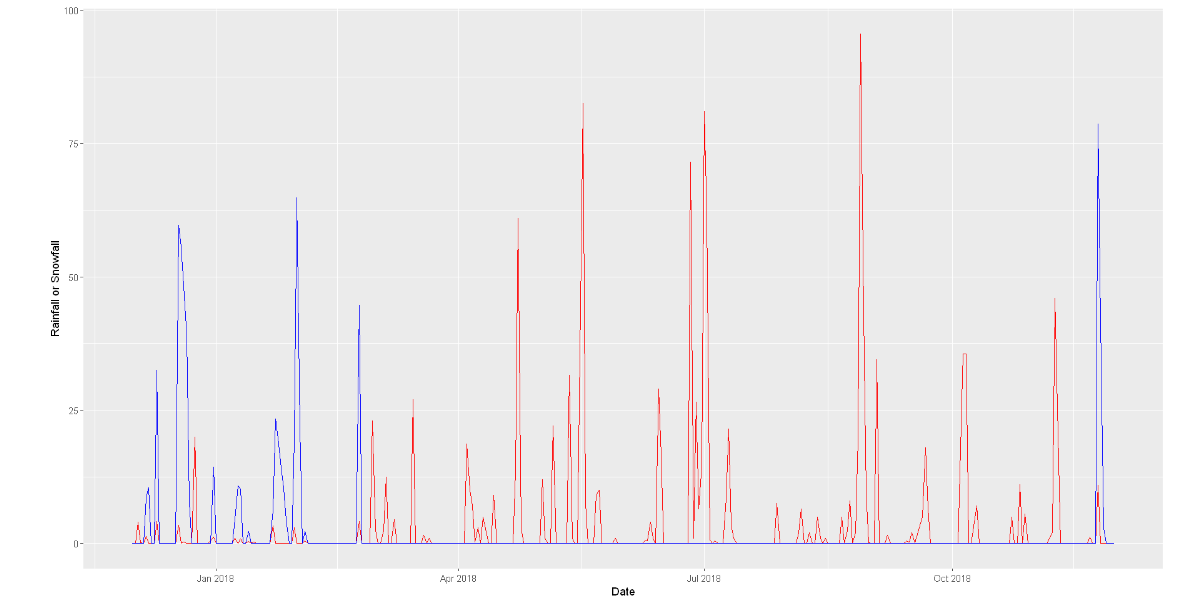 100
75
50
25
0
Rainfall or Snowfall
Jan 2018
Apr 2018
Jul 2018
Oct 2018
Date